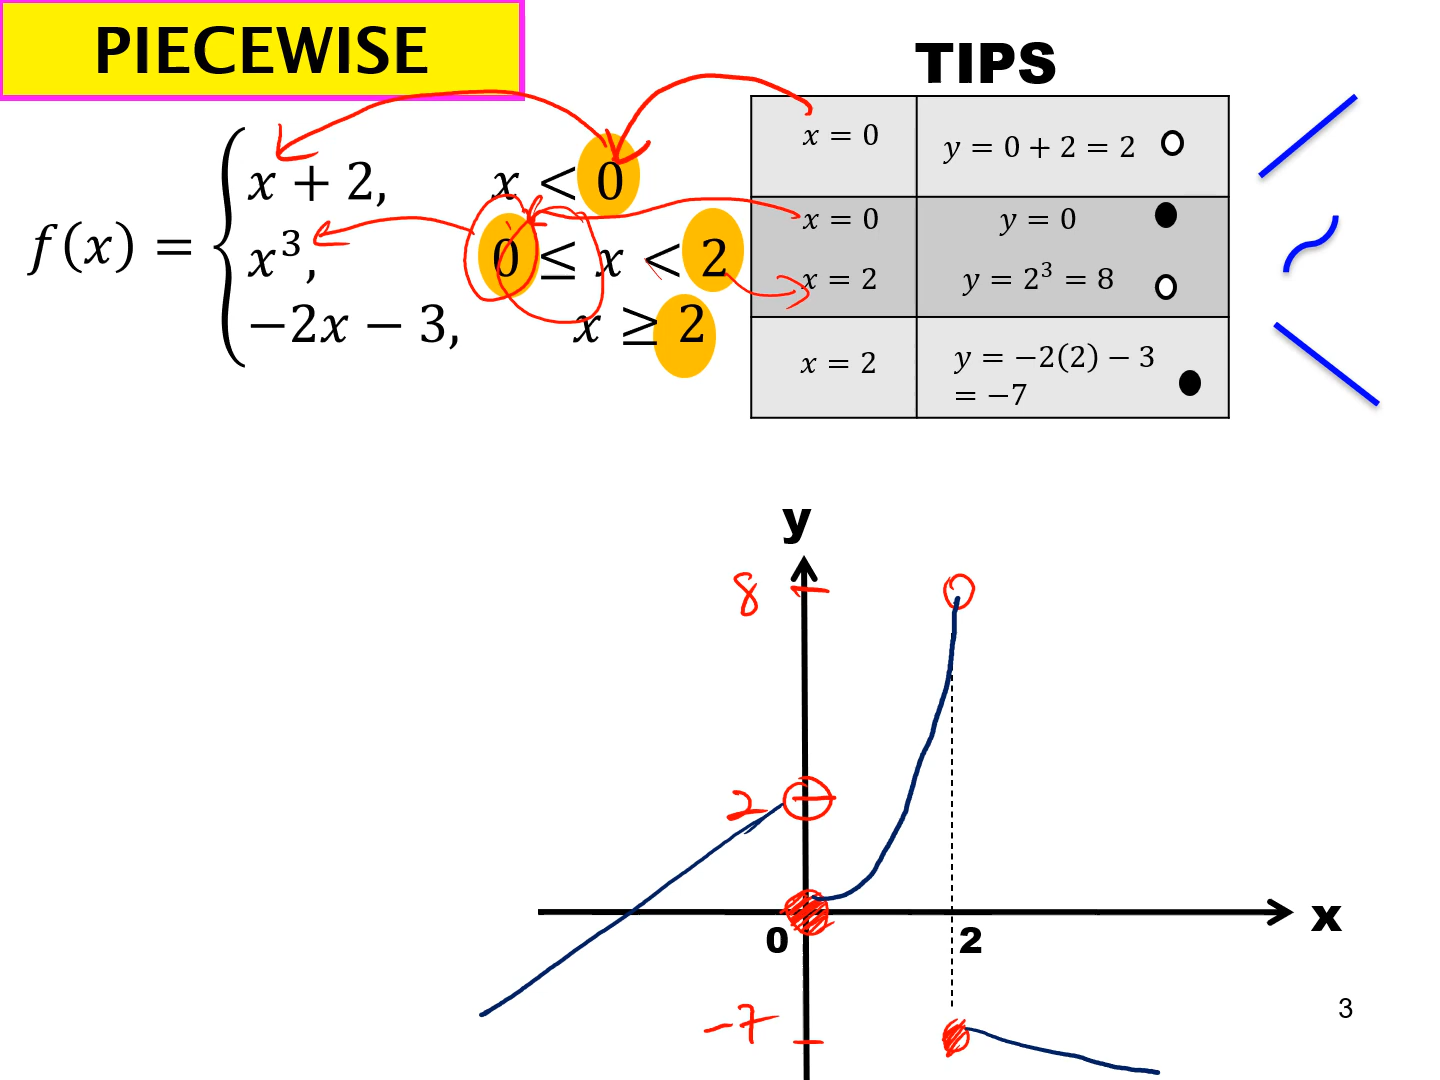 PIECEWISE
TIPS
f(x) = { x + 2, x < 0
x³, 0 ≤ x < 2
−2x − 3, x ≥ 2
x = 0 y = 0 + 2 = 2
x = 0 y = 0
x = 2 y = 2³ = 8
x = 2 y = −2(2) − 3
= −7
y
8
2
x
0 2
-7
3